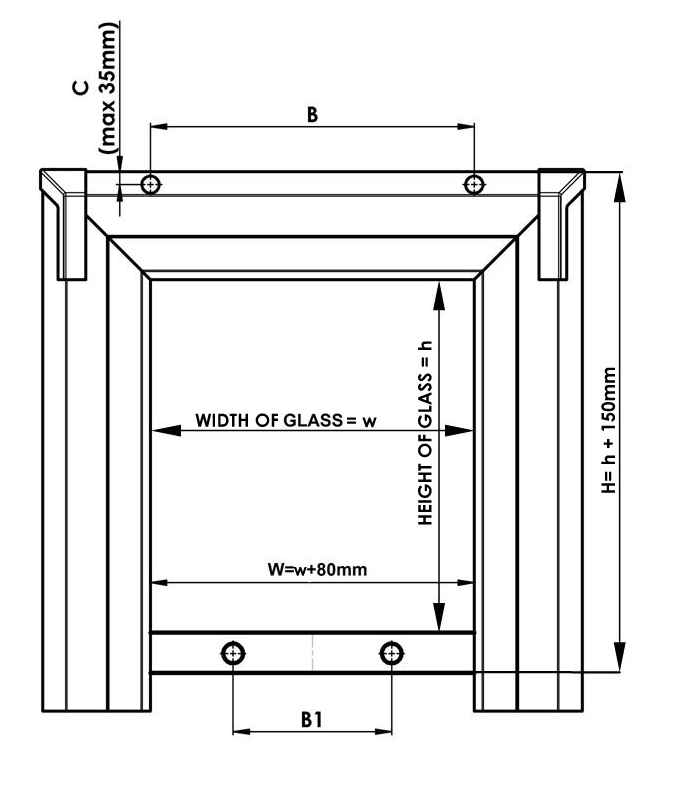 C
(max 35mm)
B
WIDTH OF GLASS = w
HEIGHT OF GLASS = h
H= h + 150mm
W=w+80mm
B1